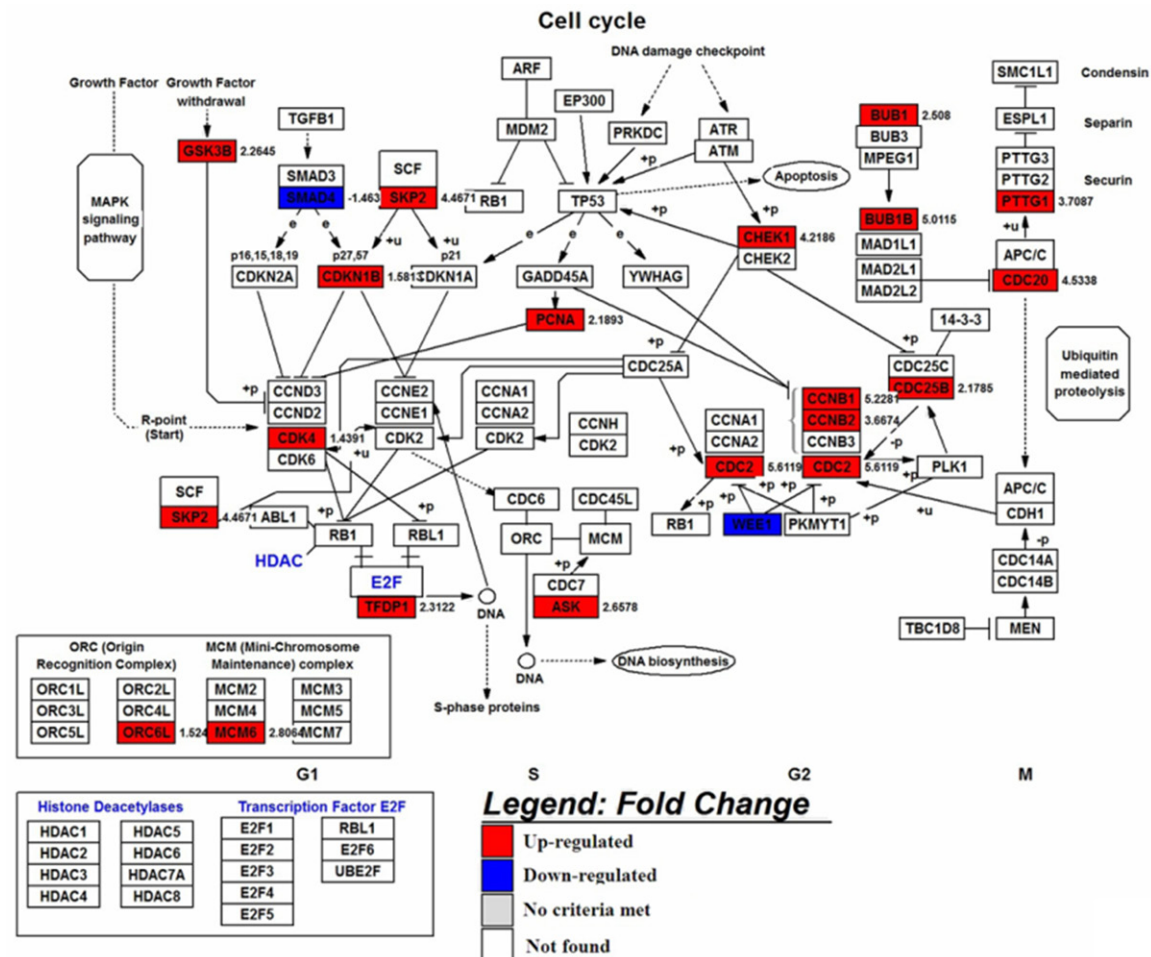 Cell cycle
Growth Factor
Growth Factor
withdrawal
GSK3B 2.2645
MAPK
signaling
pathway
TGFB1
SMAD3
SMAD4 -1.463
SCF
SKP2 4.4671
ARF
MDM2
RB1
EP300
DNA damage checkpoint
PRKDC
ATR
ATM
+p
TP53
Apoptosis
+p
+p
CHEK1 4.2186
CHEK2
BUB1 2.508
BUB3
MPEG1
BUB1B 5.0115
MAD1L1
MAD2L1
MAD2L2
SMC1L1 Condensin
ESPL1 Separin
PTTG3
PTTG2 Securin
PTTG1 3.7087
+u
APC/C
CDC20 4.5338
e
e
+u
+u
e
e
e
p16,15,18,19
CDKN2A
p27,57
CDKN1B 1.581
p21
CDKN1A
GADD45A
YWHAG
PCNA 2.1893
14-3-3
+p
+p
CDC25A
CDC25C
CDC25B 2.1785
Ubiquitin
mediated
proteolysis
+p
CCND3
CCND2
CDK4 1.4391
CDK6
R-point
(Start)
CCNE2
CCNE1
CDK2
+u
CCNA1
CCNA2
CDK2
CCNH
CDK2
CCNA1
CCNA2
+p
CDC2 5.6119
CCNB1 5.2281
CCNB2 3.6674
CCNB3
-p
CDC2 5.6119
PLK1
+p
+p
+p
+p
+p
+u
RB1
WEE1
PKMYT1
APC/C
CDH1
-p
CDC14A
CDC14B
TBC1D8
MEN
SCF
SKP2 4.4671
ABL1
+p
+p
RB1
RBL1
HDAC
E2F
TFDP1 2.3122
DNA
CDC6
CDC45L
ORC
MCM
+p
CDC7
ASK 2.6578
DNA
DNA biosynthesis
S-phase proteins
ORC (Origin
Recognition Complex)
MCM (Mini-Chromosome
Maintenance) complex
ORC1L ORC2L MCM2 MCM3
ORC3L ORC4L MCM4 MCM5
ORC5L ORC6L 1.524 MCM6 2.8064 MCM7
G1 S G2 M
Histone Deacetylases
HDAC1 HDAC5
HDAC2 HDAC6
HDAC3 HDAC7A
HDAC4 HDAC8
Transcription Factor E2F
E2F1 RBL1
E2F2 E2F6
E2F3 UBE2F
E2F4
E2F5
Legend: Fold Change
Up-regulated
Down-regulated
No criteria met
Not found